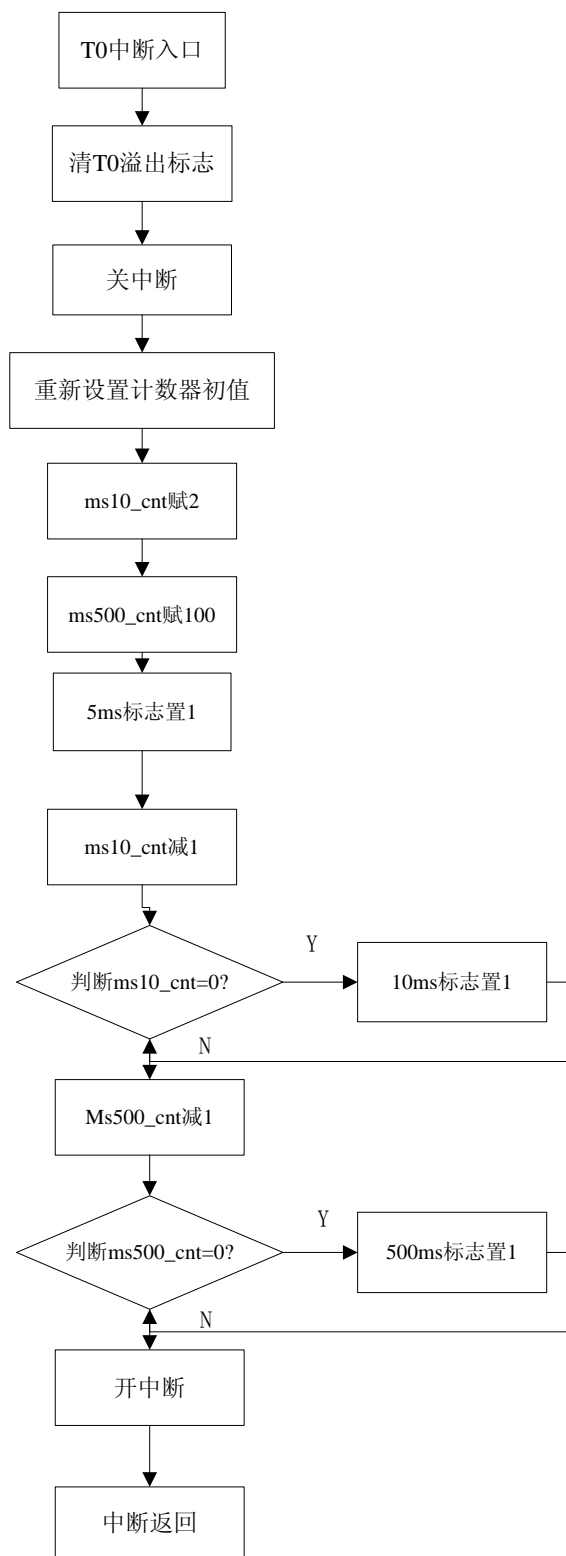 T0中断入口
清T0溢出标志
关中断
重新设置计数器初值
ms10_cnt赋2
ms500_cnt赋100
5ms标志置1
ms10_cnt减1
判断ms10_cnt=0?
Y
10ms标志置1
N
Ms500_cnt减1
判断ms500_cnt=0?
Y
500ms标志置1
N
开中断
中断返回